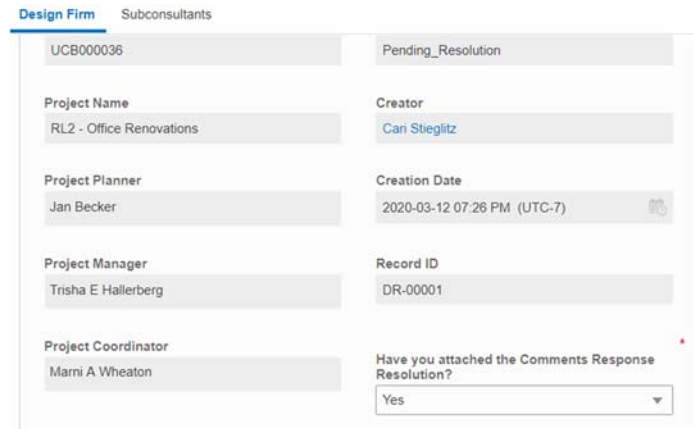 Design Firm Subconsultants
UCB000036 Pending_Resolution
Project Name Creator
RL2 - Office Renovations Cari Stieglitz
Project Planner Creation Date
Jan Becker 2020-03-12 07:26 PM (UTC-7)
Project Manager Record ID
Trisha E Hallerberg DR-00001
Project Coordinator *
Marni A Wheaton Have you attached the Comments Response
Resolution?
Yes